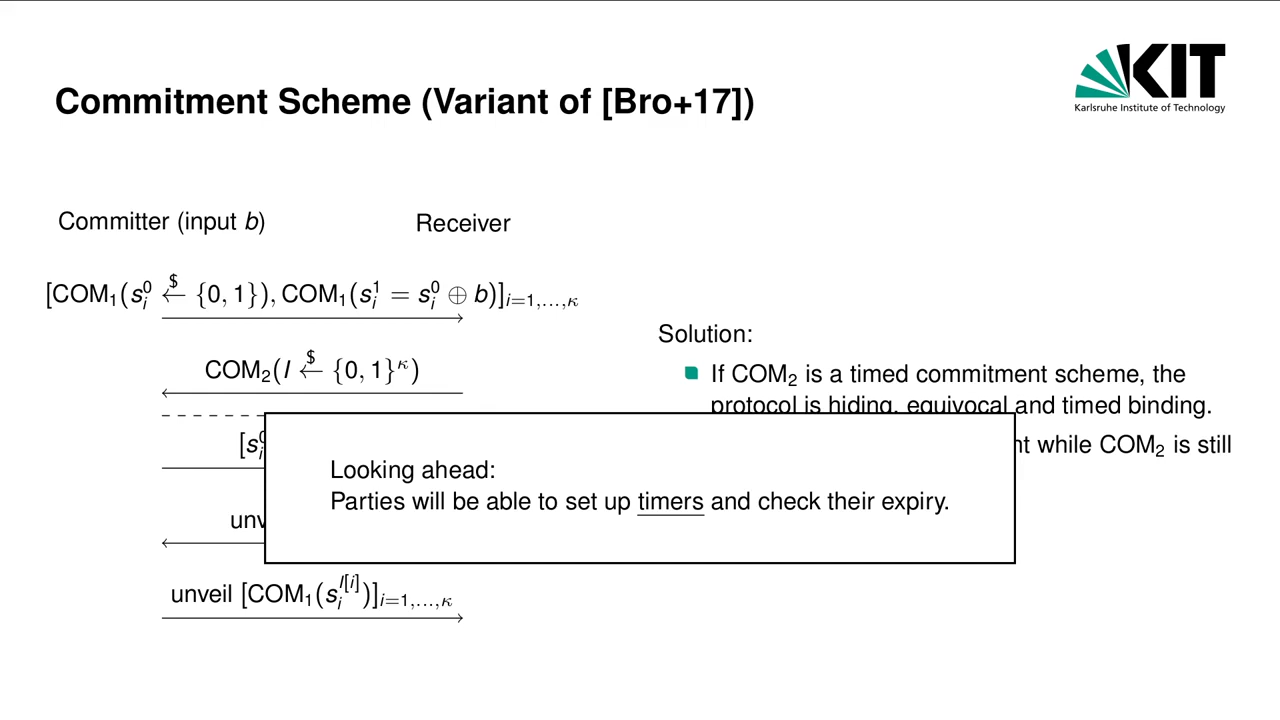 KIT
Karlsruhe Institute of Technology
Commitment Scheme (Variant of [Bro+17])
Committer (input b)
Receiver
[COM₁(s_i^0 $← {0, 1}), COM₁(s_i^1 = s_i^0 ⊕ b)]_{i=1,...,κ}
COM₂(I $← {0, 1}^κ)
[s_i^0
unv
unveil [COM₁(s_i^{I[i]})]_{i=1,...,κ}
Solution:
If COM₂ is a timed commitment scheme, the
protocol is hiding, equivocal and timed binding.
while COM₂ is still
Looking ahead:
Parties will be able to set up timers and check their expiry.